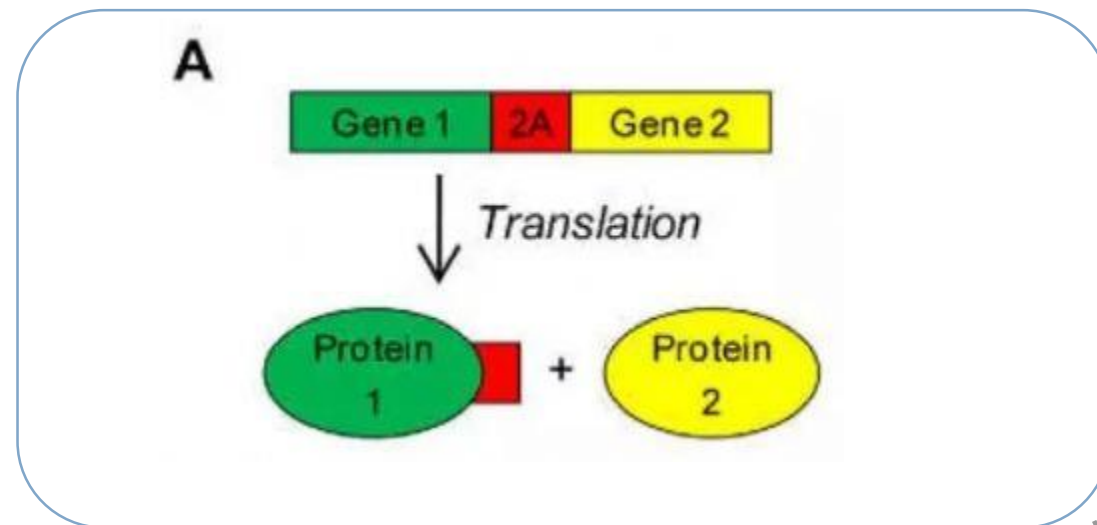 A
Gene 1 2A Gene 2
Translation
Protein
1
+
Protein
2